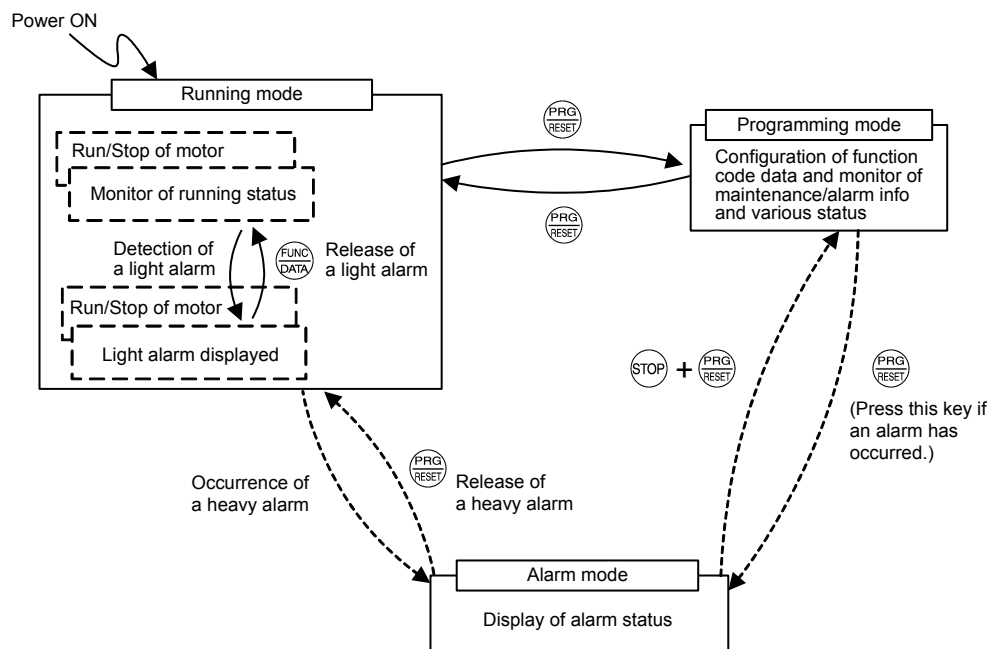 Power ON
Running mode
Run/Stop of motor
Monitor of running status
Detection of
a light alarm
FUNC
DATA
Release of
a light alarm
Run/Stop of motor
Light alarm displayed
PRG
RESET
PRG
RESET
Programming mode
Configuration of function
code data and monitor of
maintenance/alarm info
and various status
STOP + PRG
RESET
PRG
RESET
(Press this key if
an alarm has
occurred.)
Occurrence of
a heavy alarm
PRG
RESET
Release of
a heavy alarm
Alarm mode
Display of alarm status